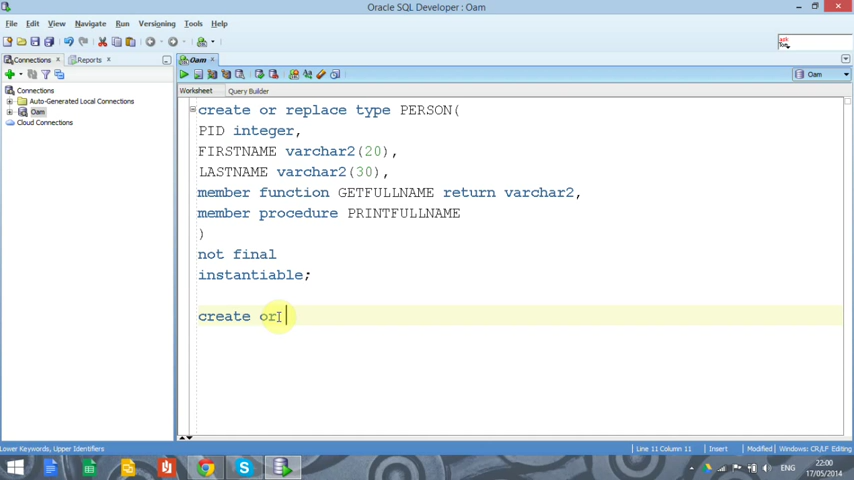 Oracle SQL Developer : Oam
File Edit View Navigate Run Versioning Tools Help
Connections Reports Oam
Oam
Worksheet Query Builder
Connections
Auto-Generated Local Connections
Oam
Cloud Connections
create or replace type PERSON(
PID integer,
FIRSTNAME varchar2(20),
LASTNAME varchar2(30),
member function GETFULLNAME return varchar2,
member procedure PRINTFULLNAME
)
not final
instantiable;
create or
Lower Keywords, Upper Identifiers
Line 11 Column 11 Insert Modified Windows: CR/LF Editing
ENG
22:00
17/05/2014